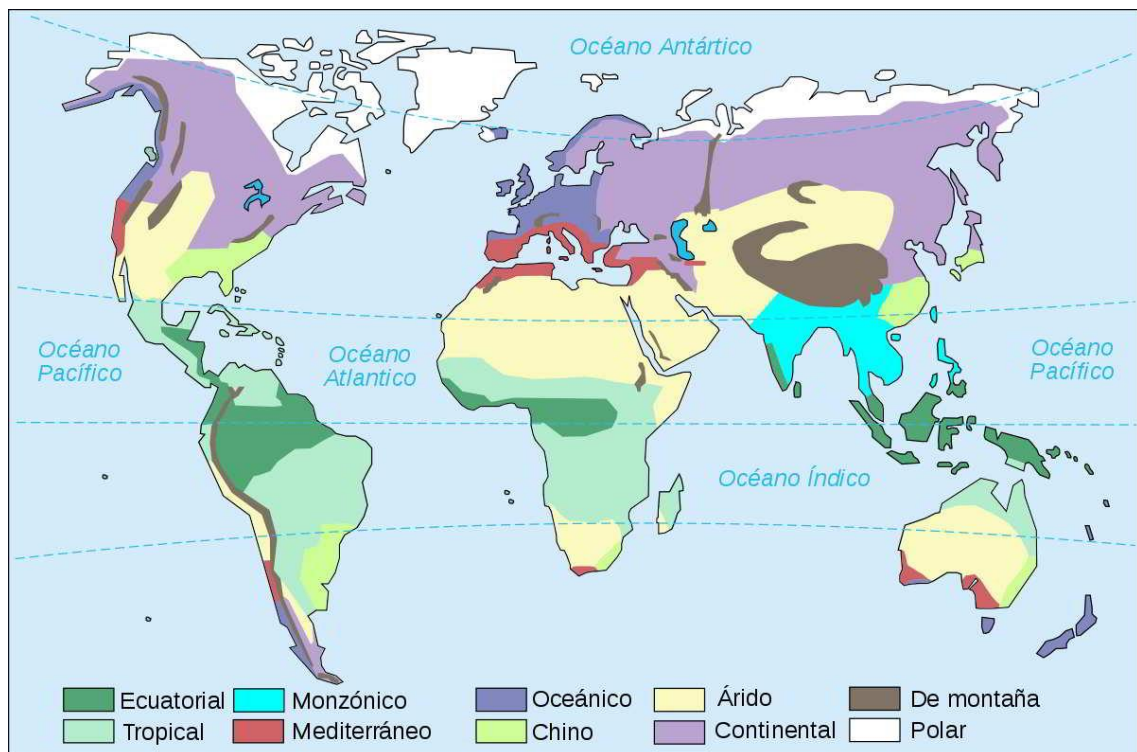 Océano Antártico
Océano
Pacífico
Océano
Atlantico
Océano
Pacífico
Océano Índico
Ecuatorial
Monzónico
Oceánico
Árido
De montaña
Tropical
Mediterráneo
Chino
Continental
Polar